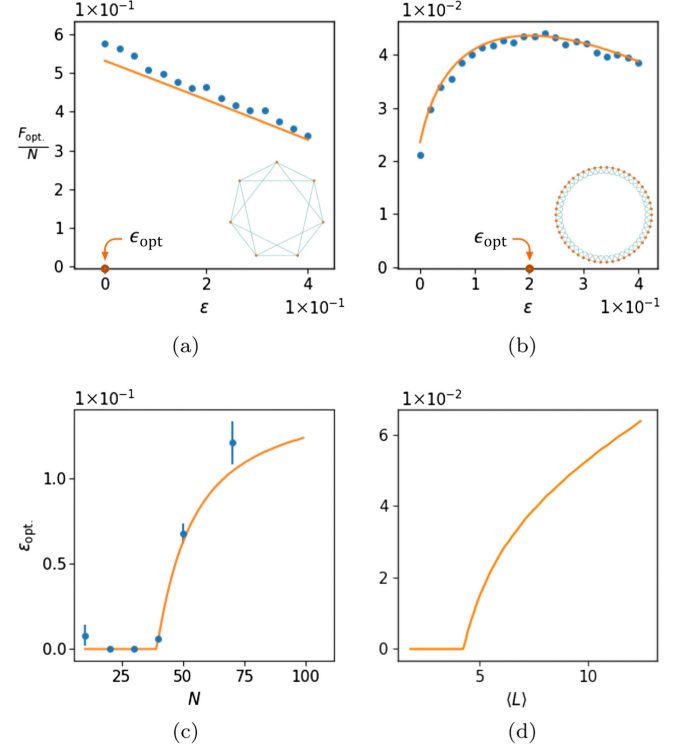 1×10⁻¹
6
5
4
3
2
1
0
F_opt./N
ϵ_opt
0 2 4
ε 1×10⁻¹
(a)
1×10⁻²
4
3
2
1
0
ϵ_opt
0 1 2 3 4
ε 1×10⁻¹
(b)
1×10⁻¹
1.0
0.5
0.0
ε_opt.
25 50 75 100
N
(c)
1×10⁻²
6
4
2
0
5 10
⟨L⟩
(d)